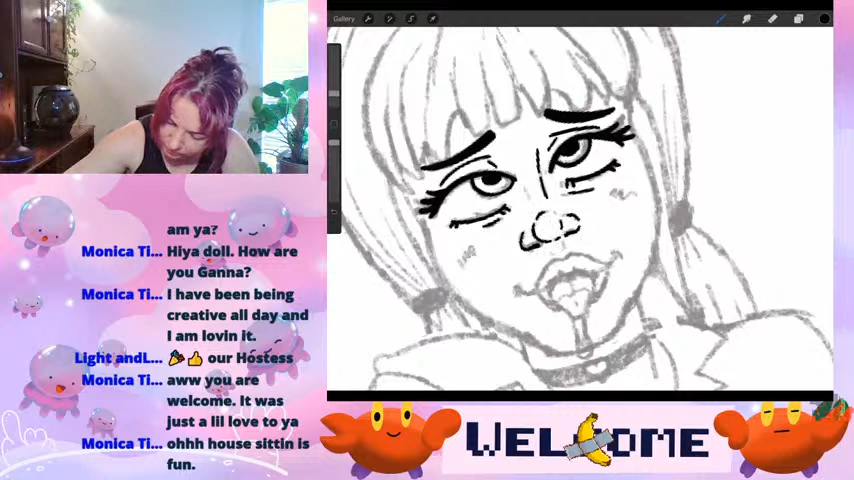 Gallery
am ya?
Monica Ti... Hiya doll. How are
you Ganna?
Monica Ti... I have been being
creative all day and
I am lovin it.
Light andL... 🎉👍 our Hostess
Monica Ti... aww you are
welcome. It was
just a lil love to ya
Monica Ti... ohhh house sittin is
fun.
WELCOME